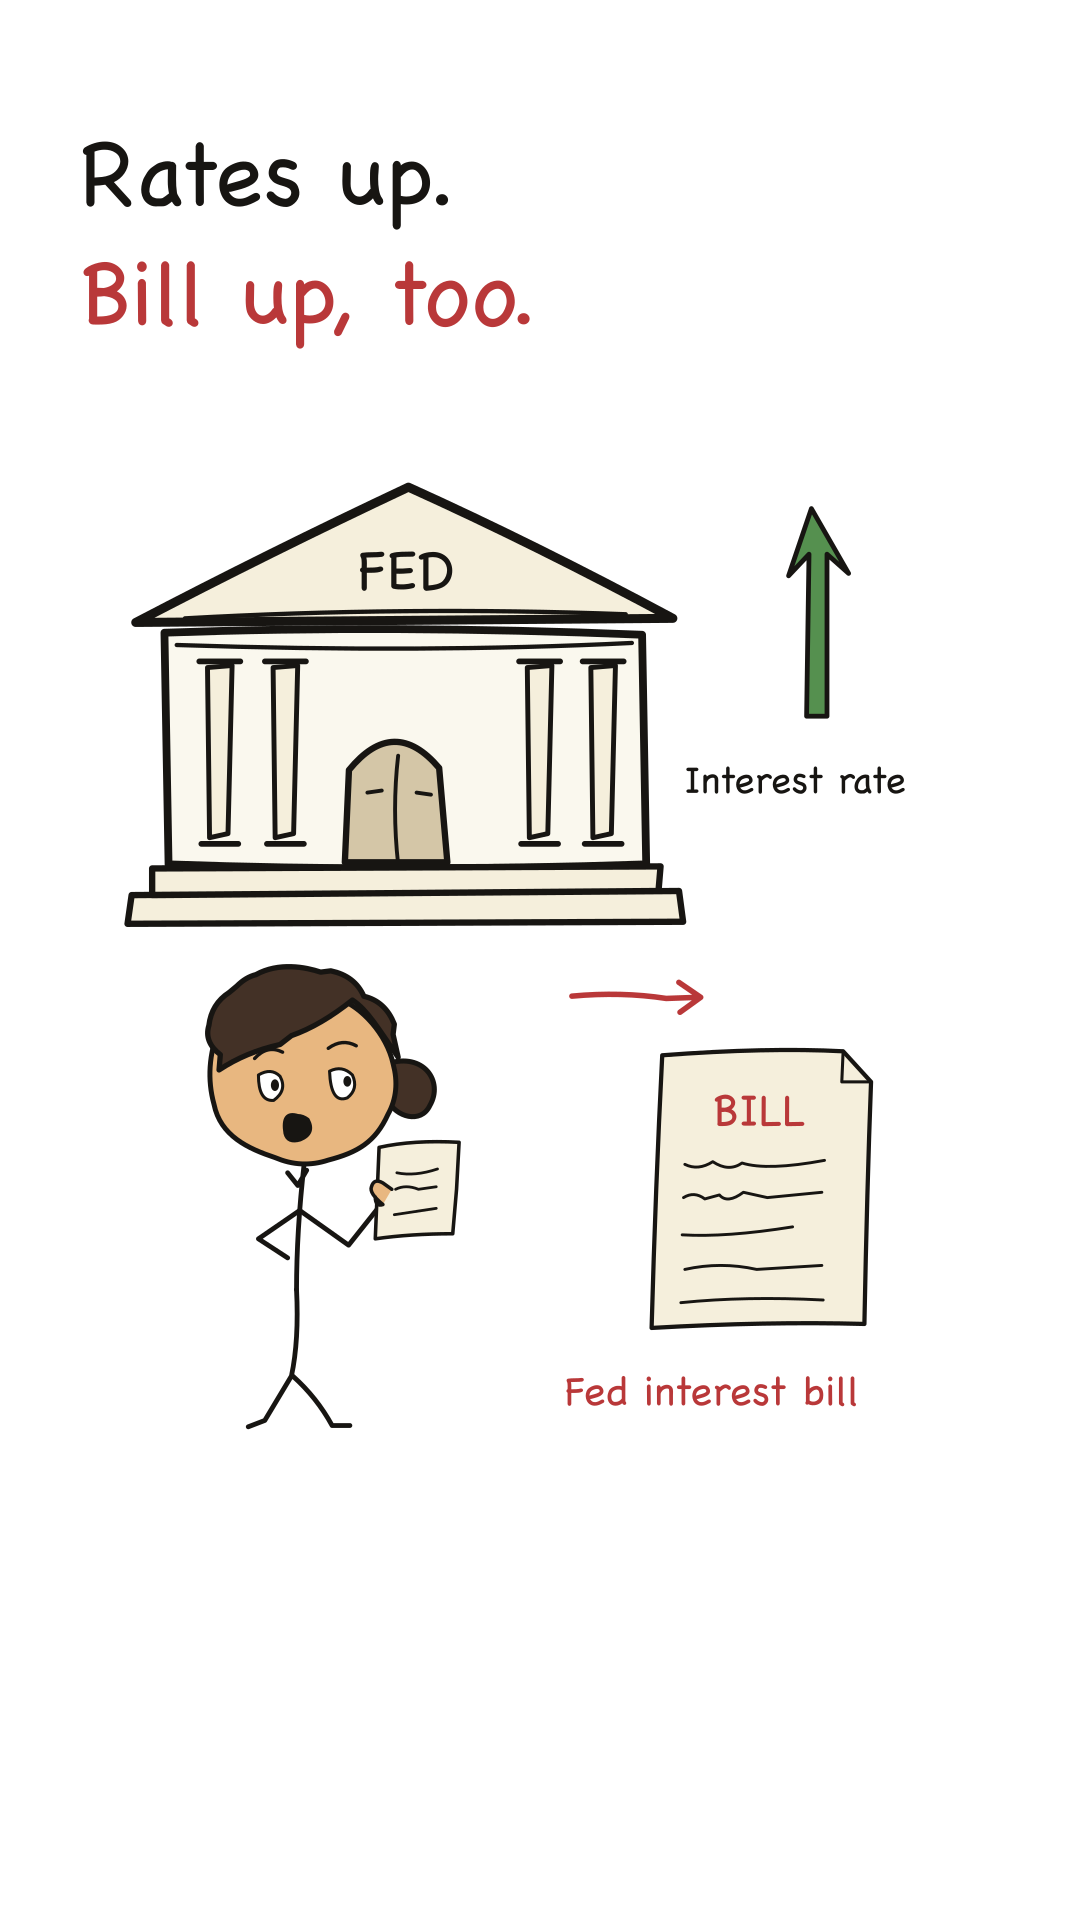 Rates up.
Bill up, too.
FED
Interest rate
BILL
Fed interest bill